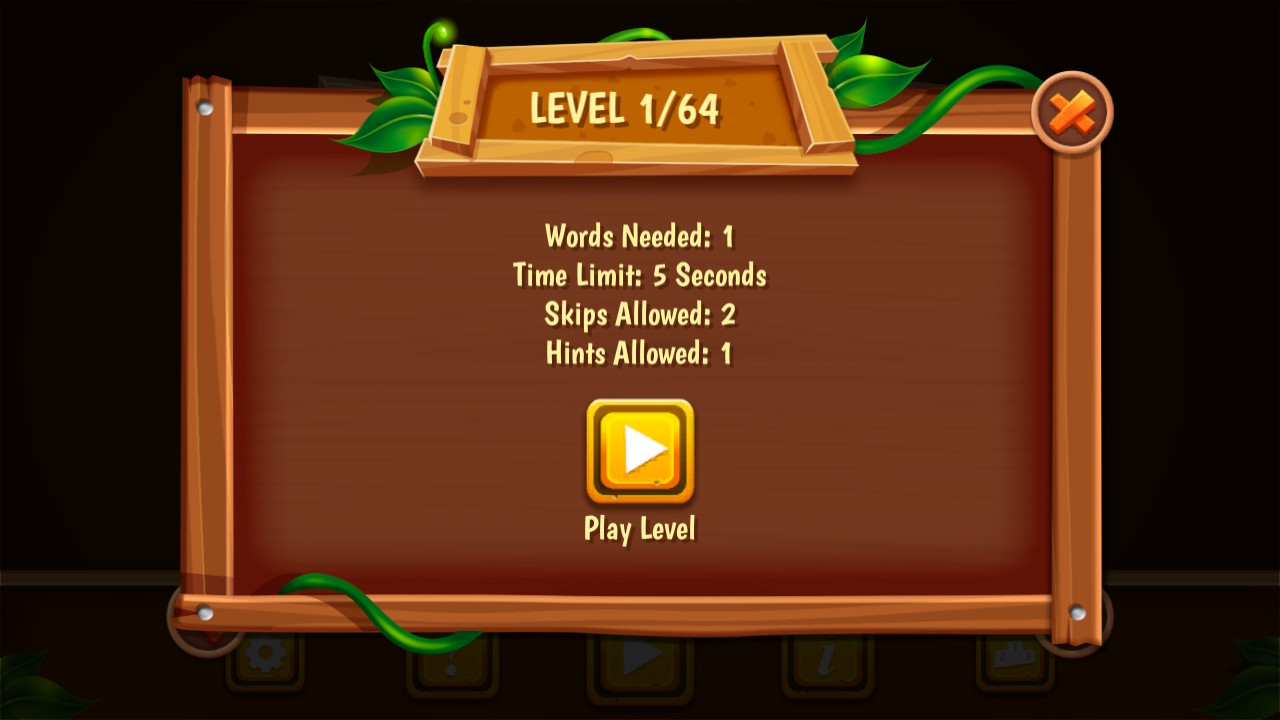 LEVEL 1/64
Words Needed: 1
Time Limit: 5 Seconds
Skips Allowed: 2
Hints Allowed: 1
Play Level